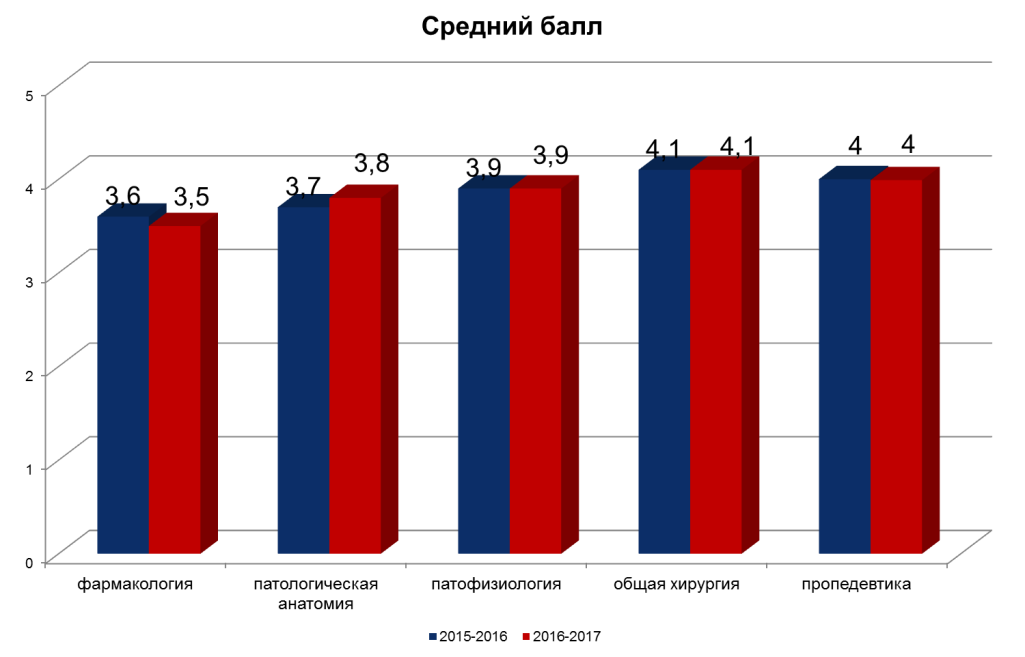 Средний балл
5
4
3
2
1
0
3,6
3,5
3,7
3,8
3,9
3,9
4,1
4,1
4
4
фармакология
патологическая
анатомия
патофизиология
общая хирургия
пропедевтика
2015-2016
2016-2017